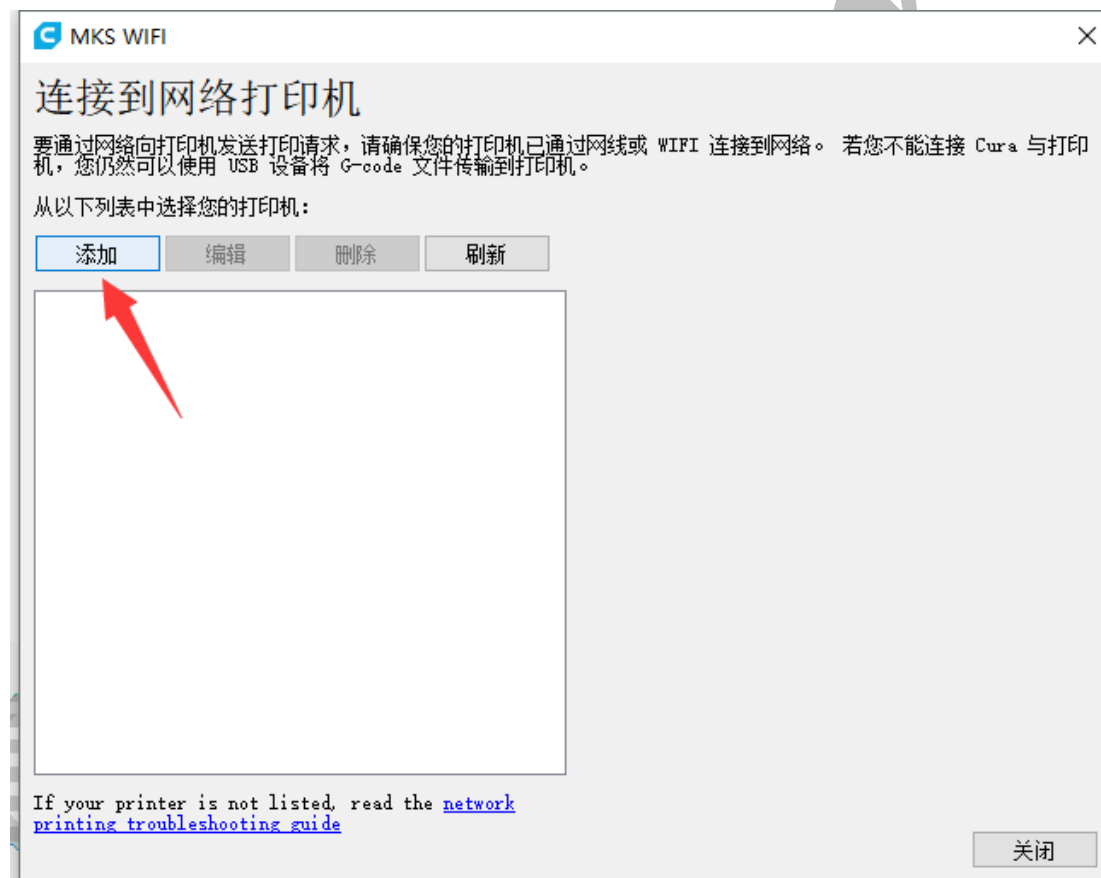 MKS WIFI
连接到网络打印机
要通过网络向打印机发送打印请求，请确保您的打印机已通过网线或 WIFI 连接到网络。 若您不能连接 Cura 与打印
机，您仍然可以使用 USB 设备将 G-code 文件传输到打印机。
从以下列表中选择您的打印机：
添加 编辑 删除 刷新
If your printer is not listed, read the network
printing troubleshooting guide
关闭